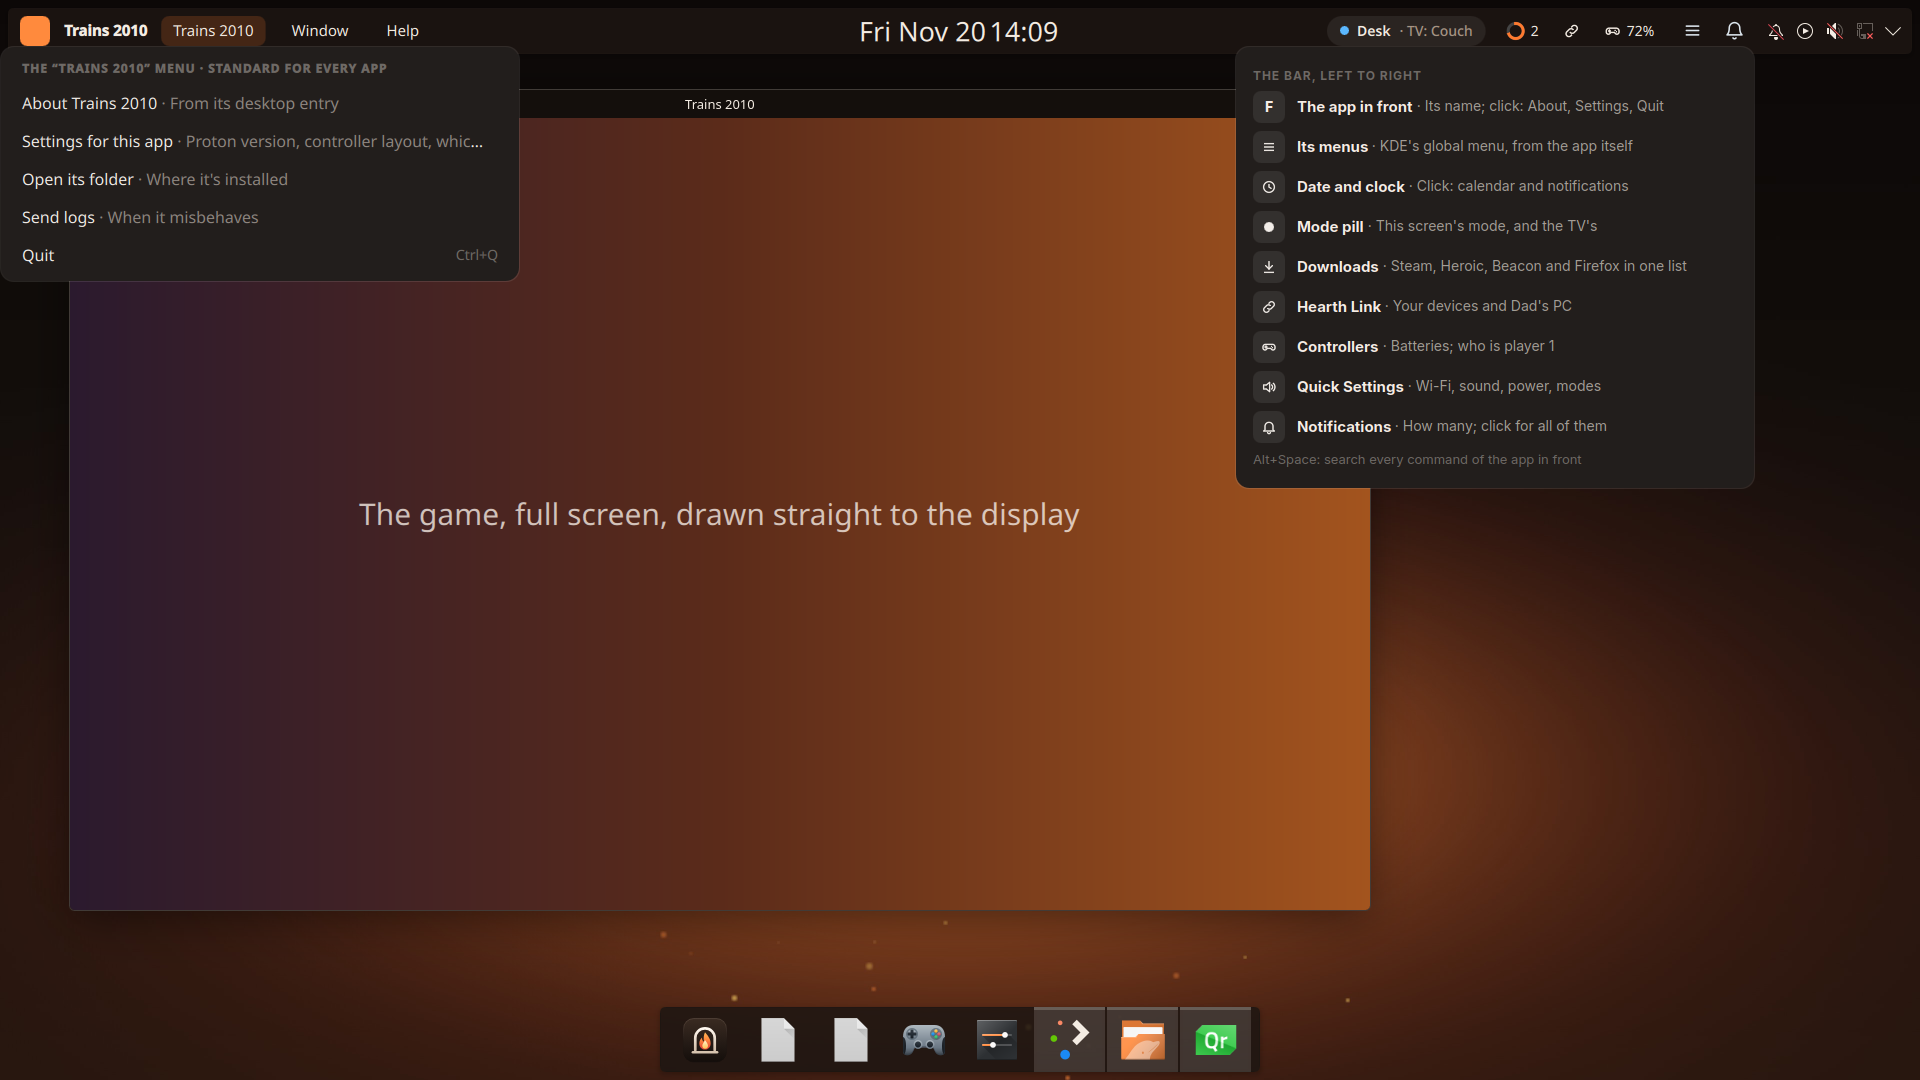 Trains 2010 Trains 2010 Window Help Fri Nov 20 14:09 Desk · TV: Couch 2 72%
THE “TRAINS 2010” MENU · STANDARD FOR EVERY APP
About Trains 2010 · From its desktop entry
Settings for this app · Proton version, controller layout, whic...
Open its folder · Where it's installed
Send logs · When it misbehaves
Quit Ctrl+Q
Trains 2010
The game, full screen, drawn straight to the display
THE BAR, LEFT TO RIGHT
F The app in front · Its name; click: About, Settings, Quit
Its menus · KDE's global menu, from the app itself
Date and clock · Click: calendar and notifications
Mode pill · This screen's mode, and the TV's
Downloads · Steam, Heroic, Beacon and Firefox in one list
Hearth Link · Your devices and Dad's PC
Controllers · Batteries; who is player 1
Quick Settings · Wi-Fi, sound, power, modes
Notifications · How many; click for all of them
Alt+Space: search every command of the app in front
Qr